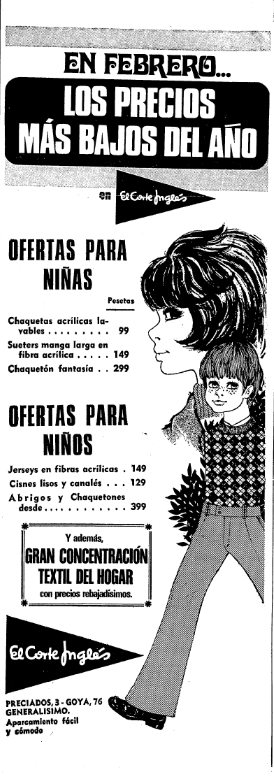 EN FEBRERO...
LOS PRECIOS
MÁS BAJOS DEL AÑO
en El Corte Inglés
OFERTAS PARA
NIÑAS
Pesetas
Chaquetas acrílicas la-
vables . . . . . . . . . 99
Sueters manga larga en
fibra acrílica . . . . . 149
Chaquetón fantasía . . 299
OFERTAS PARA
NIÑOS
Jerseys en fibras acrílicas . 149
Cisnes lisos y canalés . . . 129
Abrigos y Chaquetones
desde . . . . . . . . . . . . 399
Y además,
GRAN CONCENTRACIÓN
TEXTIL DEL HOGAR
con precios rebajadísimos.
El Corte Inglés
PRECIADOS, 3 - GOYA, 76
GENERALISIMO.
Aparcamiento fácil
y cómodo